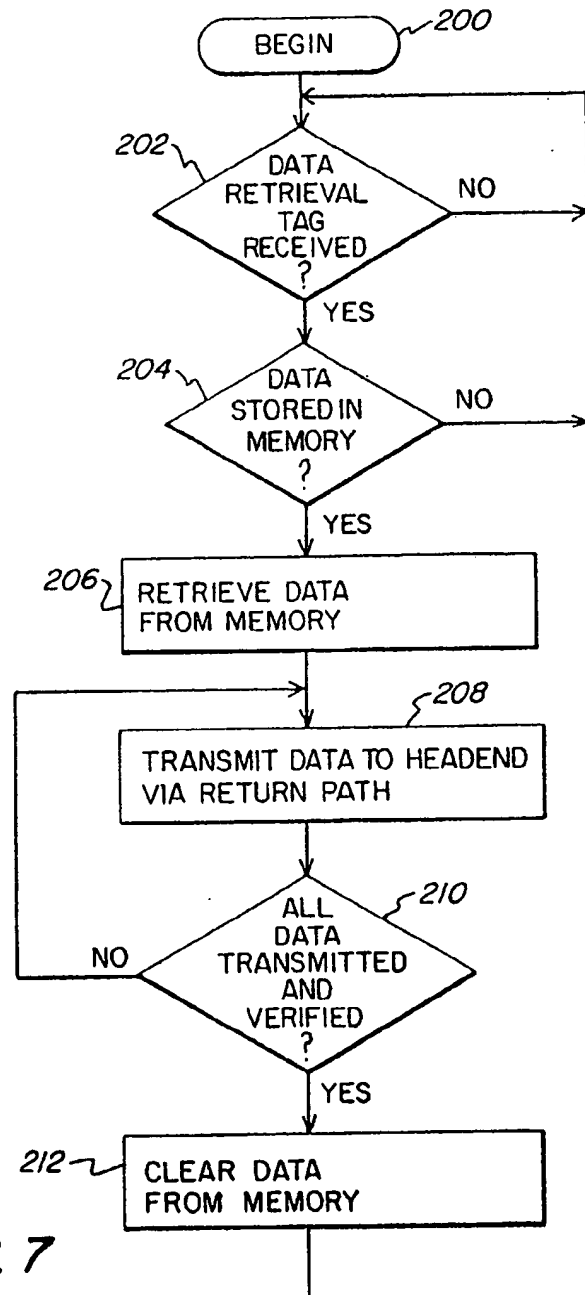 BEGIN
200
202
DATA
RETRIEVAL
TAG
RECEIVED
?
NO
YES
204
DATA
STORED IN
MEMORY
?
NO
YES
206
RETRIEVE DATA
FROM MEMORY
208
TRANSMIT DATA TO HEADEND
VIA RETURN PATH
210
ALL
DATA
TRANSMITTED
AND
VERIFIED
?
NO
YES
212
CLEAR DATA
FROM MEMORY
7